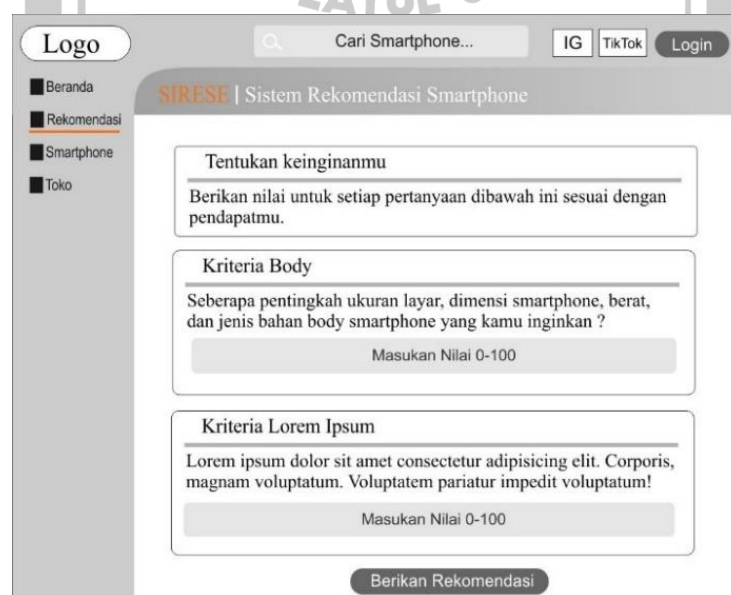 Logo
Cari Smartphone...
IG
TikTok
Login
Beranda
Rekomendasi
Smartphone
Toko
SIRESE | Sistem Rekomendasi Smartphone
Tentukan keinginanmu
Berikan nilai untuk setiap pertanyaan dibawah ini sesuai dengan
pendapatmu.
Kriteria Body
Seberapa pentingkah ukuran layar, dimensi smartphone, berat,
dan jenis bahan body smartphone yang kamu inginkan ?
Masukan Nilai 0-100
Kriteria Lorem Ipsum
Lorem ipsum dolor sit amet consectetur adipisicing elit. Corporis,
magnam voluptatum. Voluptatem pariatur impedit voluptatum!
Masukan Nilai 0-100
Berikan Rekomendasi